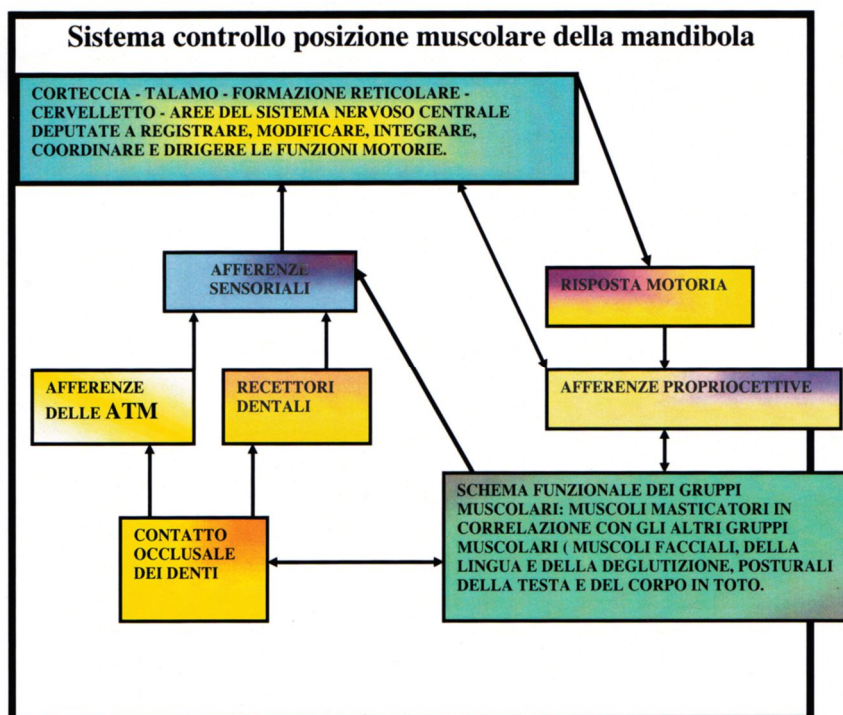 Sistema controllo posizione muscolare della mandibola
CORTECCIA - TALAMO - FORMAZIONE RETICOLARE -
CERVELLETTO - AREE DEL SISTEMA NERVOSO CENTRALE
DEPUTATE A REGISTRARE, MODIFICARE, INTEGRARE,
COORDINARE E DIRIGERE LE FUNZIONI MOTORIE.
AFFERENZE
SENSORIALI
RISPOSTA MOTORIA
AFFERENZE
DELLE ATM
RECETTORI
DENTALI
AFFERENZE PROPRIOCETTIVE
CONTATTO
OCCLUSALE
DEI DENTI
SCHEMA FUNZIONALE DEI GRUPPI
MUSCOLARI: MUSCOLI MASTICATORI IN
CORRELAZIONE CON GLI ALTRI GRUPPI
MUSCOLARI ( MUSCOLI FACCIALI, DELLA
LINGUA E DELLA DEGLUTIZIONE, POSTURALI
DELLA TESTA E DEL CORPO IN TOTO.